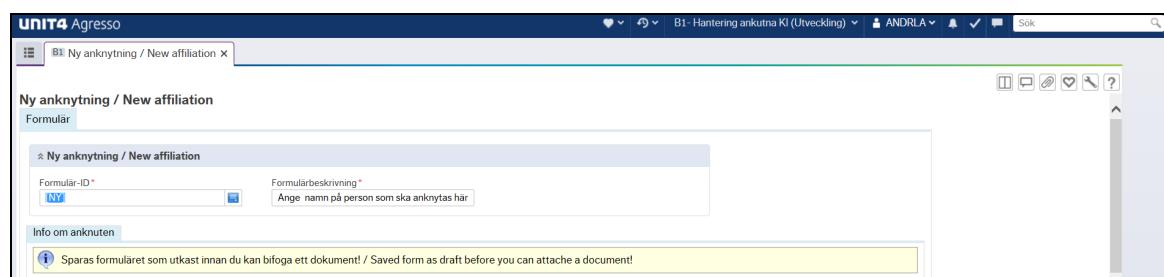 UNIT4 Agresso
B1- Hantering ankutna KI (Utveckling)
ANDRLA
Sök
B1 Ny anknytning / New affiliation
Ny anknytning / New affiliation
Formulär
Ny anknytning / New affiliation
Formulär-ID* Formulärbeskrivning*
[NY] Ange namn på person som ska anknytas här
Info om anknuten
Sparas formuläret som utkast innan du kan bifoga ett dokument! / Saved form as draft before you can attache a document!